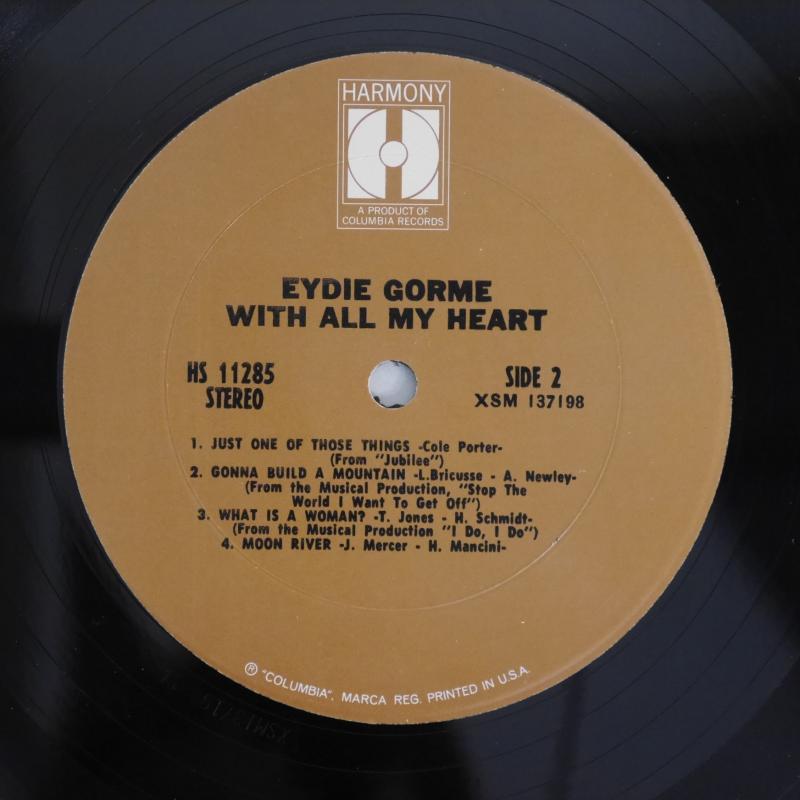 HARMONY
A PRODUCT OF
COLUMBIA RECORDS
EYDIE GORME
WITH ALL MY HEART
HS 11285
STEREO
SIDE 2
XSM 137198
1. JUST ONE OF THOSE THINGS -Cole Porter-
(From "Jubilee")
2. GONNA BUILD A MOUNTAIN -L.Bricusse - A. Newley-
(From the Musical Production, "Stop The
World I Want To Get Off")
3. WHAT IS A WOMAN? -T. Jones - H. Schmidt-
(From the Musical Production "I Do, I Do")
4. MOON RIVER -J. Mercer - H. Mancini-
® "COLUMBIA", MARCA REG. PRINTED IN U.S.A.